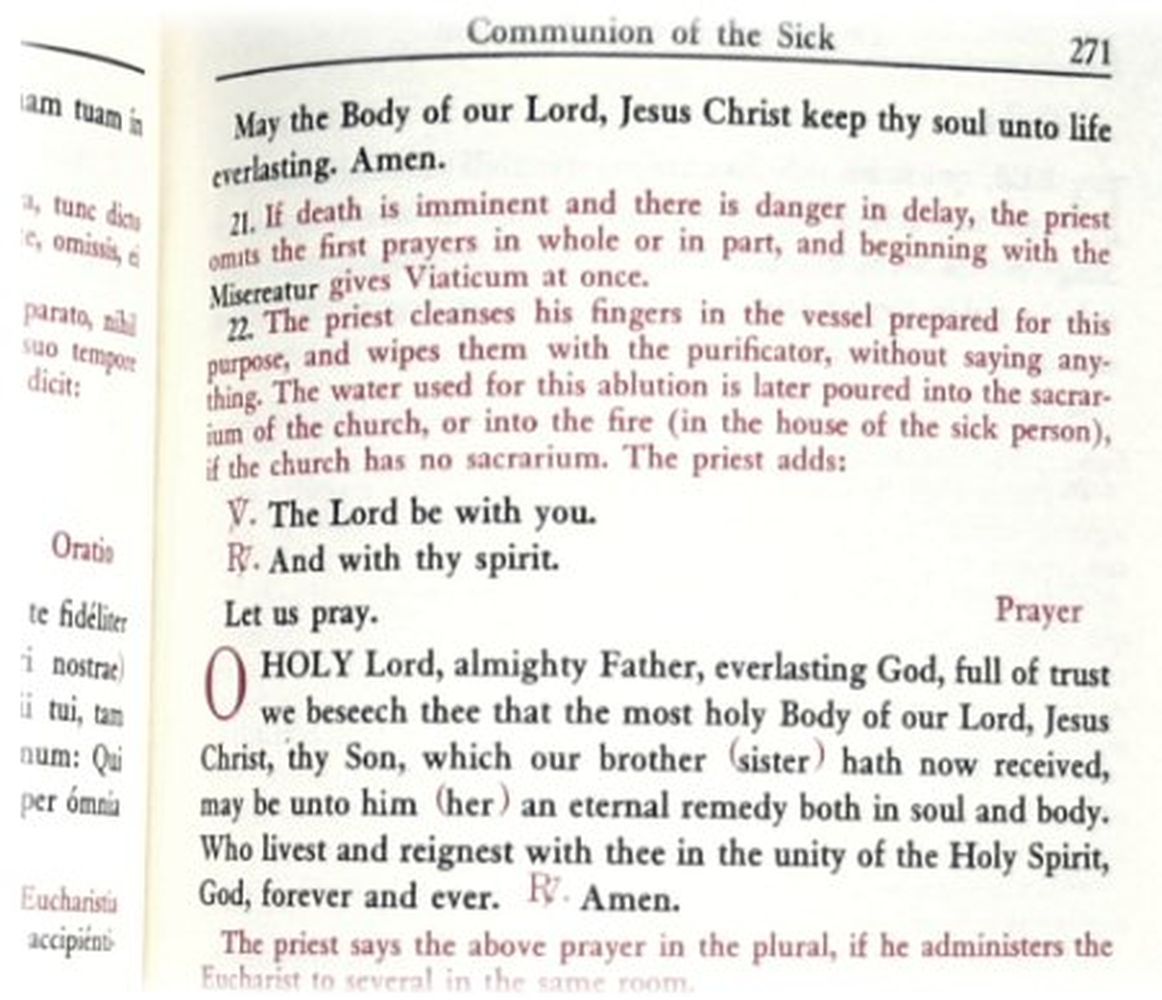 am tuam in
a, tunc dicto
e, omissis, ei
parato, nihil
suo tempore
dicit:
Oratio
te fidéliter
i nostrae)
ii tui, tam
num: Qui
per ómnia
Eucharistia
accipiénti-
Communion of the Sick 271
May the Body of our Lord, Jesus Christ keep thy soul unto life
everlasting. Amen.
21. If death is imminent and there is danger in delay, the priest
omits the first prayers in whole or in part, and beginning with the
Misereatur gives Viaticum at once.
22. The priest cleanses his fingers in the vessel prepared for this
purpose, and wipes them with the purificator, without saying any-
thing. The water used for this ablution is later poured into the sacrar-
ium of the church, or into the fire (in the house of the sick person),
if the church has no sacrarium. The priest adds:
℣. The Lord be with you.
℟. And with thy spirit.
Let us pray. Prayer
O HOLY Lord, almighty Father, everlasting God, full of trust
we beseech thee that the most holy Body of our Lord, Jesus
Christ, thy Son, which our brother (sister) hath now received,
may be unto him (her) an eternal remedy both in soul and body.
Who livest and reignest with thee in the unity of the Holy Spirit,
God, forever and ever. ℟. Amen.
The priest says the above prayer in the plural, if he administers the
Eucharist to several in the same room.